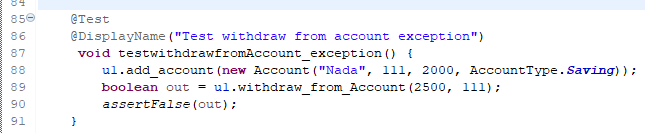 84
85 @Test
86 @DisplayName("Test withdraw from account exception")
87 void testwithdrawfromAccount_exception() {
88 u1.add_account(new Account("Nada", 111, 2000, AccountType.Saving));
89 boolean out = u1.withdraw_from_Account(2500, 111);
90 assertFalse(out);
91 }